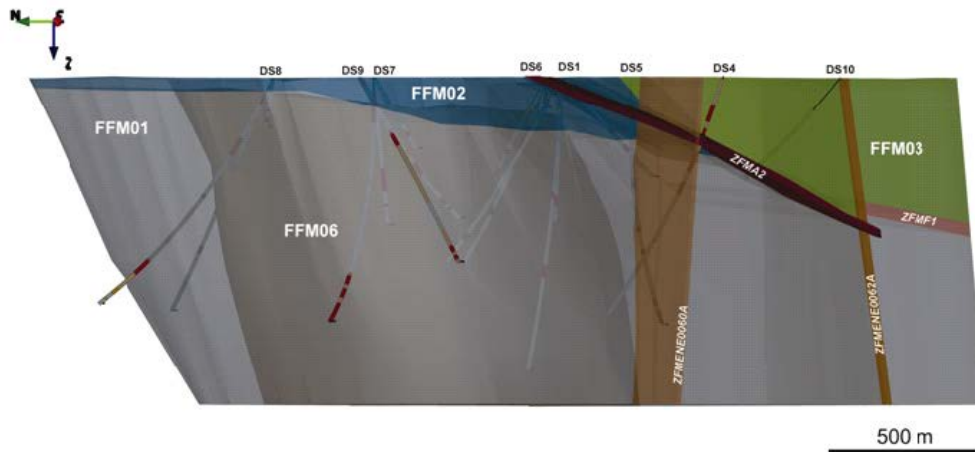 N
Z
DS8
DS9
DS7
DS6
DS1
DS5
DS4
DS10
FFM02
FFM01
FFM03
ZFMA2
ZFMF1
FFM06
ZFMENE0060A
ZFMENE0062A
500 m